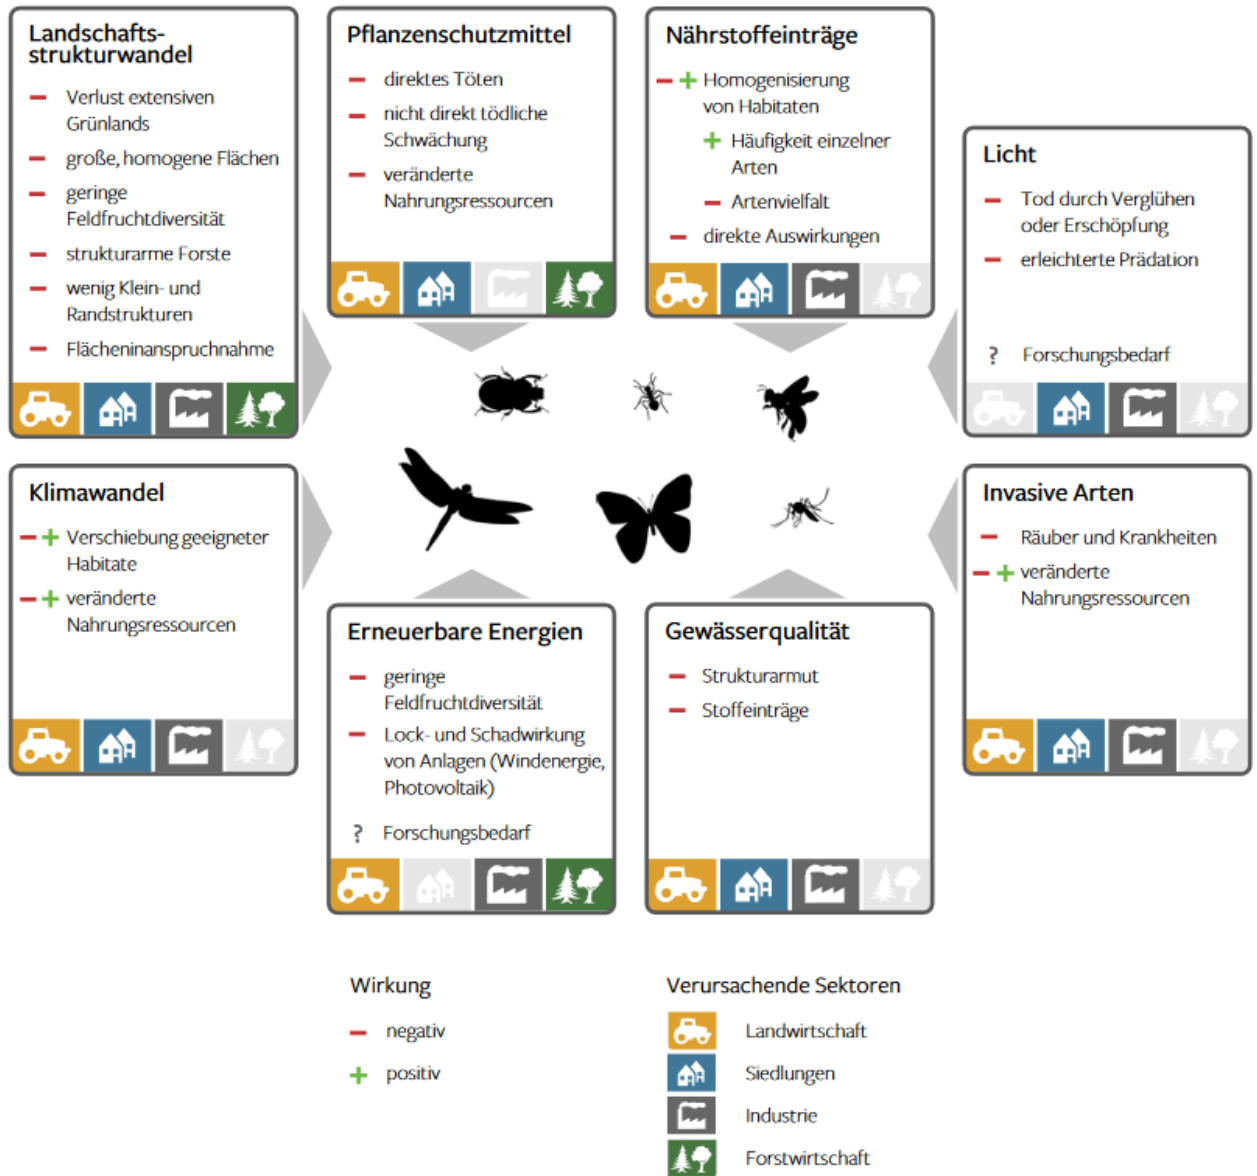 Landschafts-
strukturwandel
− Verlust extensiven
Grünlands
− große, homogene Flächen
− geringe
Feldfruchtdiversität
− strukturarme Forste
− wenig Klein- und
Randstrukturen
− Flächeninanspruchnahme
Pflanzenschutzmittel
− direktes Töten
− nicht direkt tödliche
Schwächung
− veränderte
Nahrungsressourcen
Nährstoffeinträge
− + Homogenisierung
von Habitaten
+ Häufigkeit einzelner
Arten
− Artenvielfalt
− direkte Auswirkungen
Licht
− Tod durch Verglühen
oder Erschöpfung
− erleichterte Prädation
? Forschungsbedarf
Klimawandel
− + Verschiebung geeigneter
Habitate
− + veränderte
Nahrungsressourcen
Erneuerbare Energien
− geringe
Feldfruchtdiversität
− Lock- und Schadwirkung
von Anlagen (Windenergie,
Photovoltaik)
? Forschungsbedarf
Gewässerqualität
− Strukturarmut
− Stoffeinträge
Invasive Arten
− Räuber und Krankheiten
− + veränderte
Nahrungsressourcen
Wirkung
− negativ
+ positiv
Verursachende Sektoren
Landwirtschaft
Siedlungen
Industrie
Forstwirtschaft